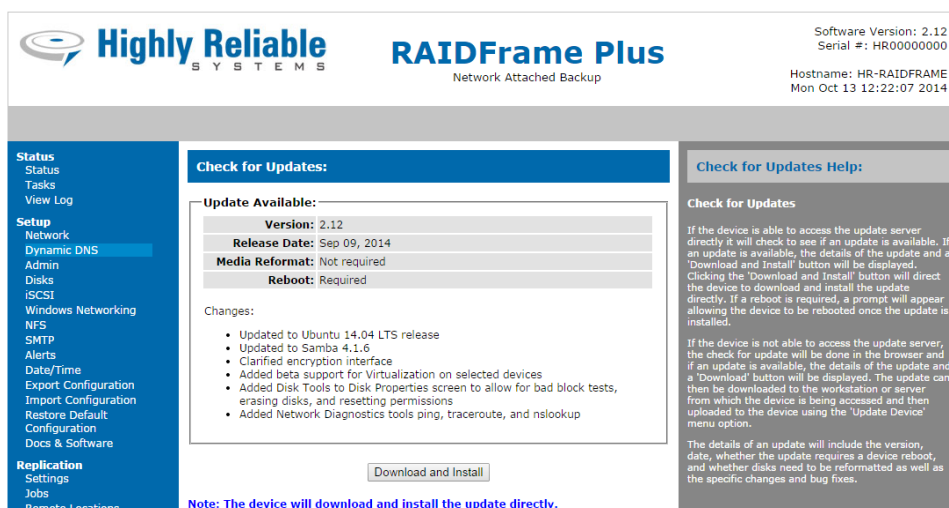 Highly Reliable
SYSTEMS
RAIDFrame Plus
Network Attached Backup
Software Version: 2.12
Serial #: HR00000000
Hostname: HR-RAIDFRAME
Mon Oct 13 12:22:07 2014
Status
Status
Tasks
View Log
Setup
Network
Dynamic DNS
Admin
Disks
iSCSI
Windows Networking
NFS
SMTP
Alerts
Date/Time
Export Configuration
Import Configuration
Restore Default
Configuration
Docs & Software
Replication
Settings
Jobs
Remote Locations
Check for Updates:
Update Available:
Version: 2.12
Release Date: Sep 09, 2014
Media Reformat: Not required
Reboot: Required
Changes:
• Updated to Ubuntu 14.04 LTS release
• Updated to Samba 4.1.6
• Clarified encryption interface
• Added beta support for Virtualization on selected devices
• Added Disk Tools to Disk Properties screen to allow for bad block tests,
erasing disks, and resetting permissions
• Added Network Diagnostics tools ping, traceroute, and nslookup
Download and Install
Note: The device will download and install the update directly.
Check for Updates Help:
Check for Updates
If the device is able to access the update server
directly it will check to see if an update is available. If
an update is available, the details of the update and a
'Download and Install' button will be displayed.
Clicking the 'Download and Install' button will direct
the device to download and install the update
directly. If a reboot is required, a prompt will appear
allowing the device to be rebooted once the update is
installed.
If the device is not able to access the update server,
the check for update will be done in the browser and
if an update is available, the details of the update and
a 'Download' button will be displayed. The update can
then be downloaded to the workstation or server
from which the device is being accessed and then
uploaded to the device using the 'Update Device'
menu option.
The details of an update will include the version,
date, whether the update requires a device reboot,
and whether disks need to be reformatted as well as
the specific changes and bug fixes.